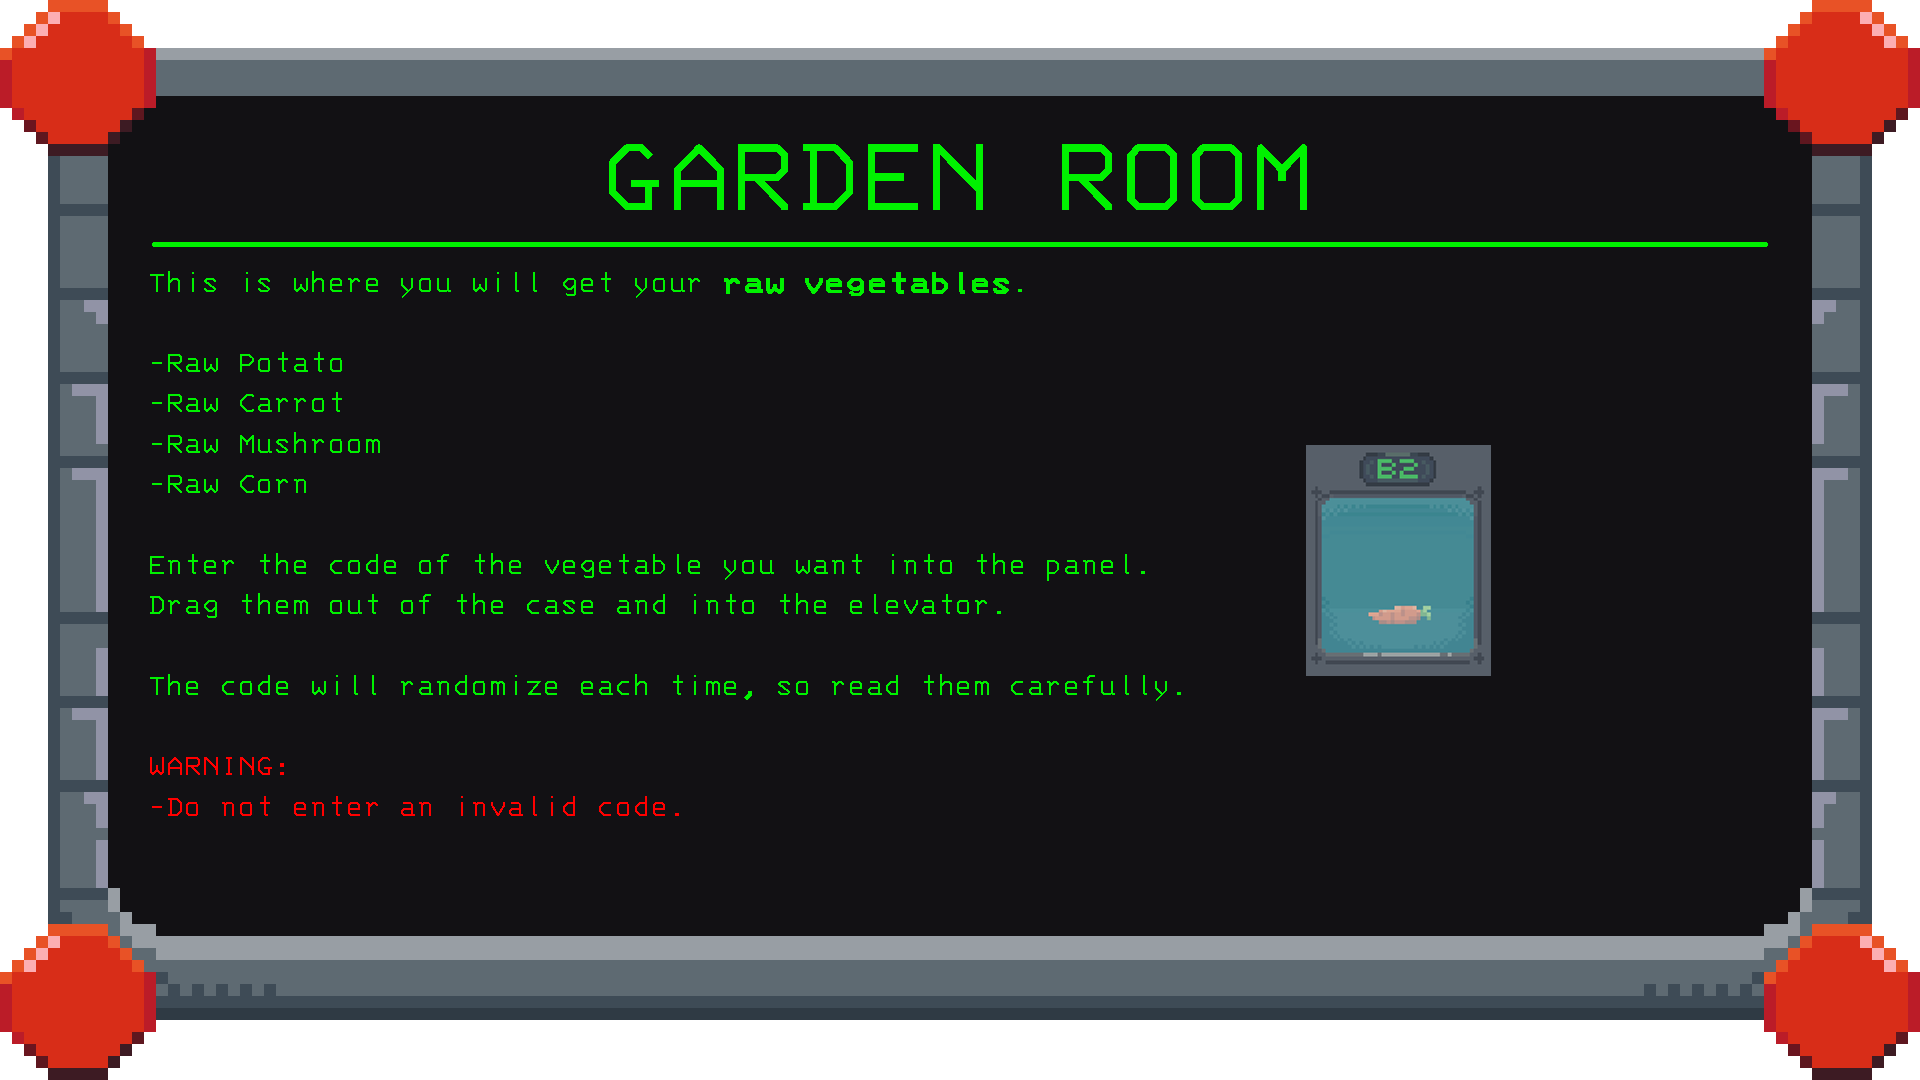 GARDEN ROOM
This is where you will get your raw vegetables.
-Raw Potato
-Raw Carrot
-Raw Mushroom
-Raw Corn
B2
Enter the code of the vegetable you want into the panel.
Drag them out of the case and into the elevator.
The code will randomize each time, so read them carefully.
WARNING:
-Do not enter an invalid code.